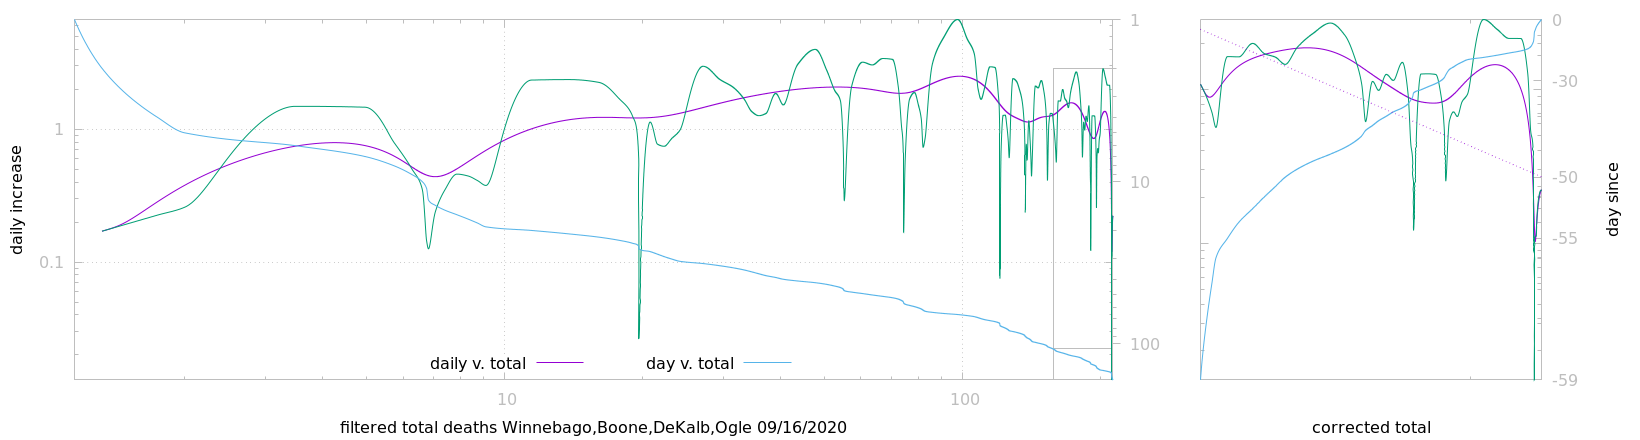 1
0.1
daily increase
10
100
filtered total deaths Winnebago,Boone,DeKalb,Ogle 09/16/2020
daily v. total
day v. total
1
10
100
0
-30
-50
-55
-59
day since
corrected total